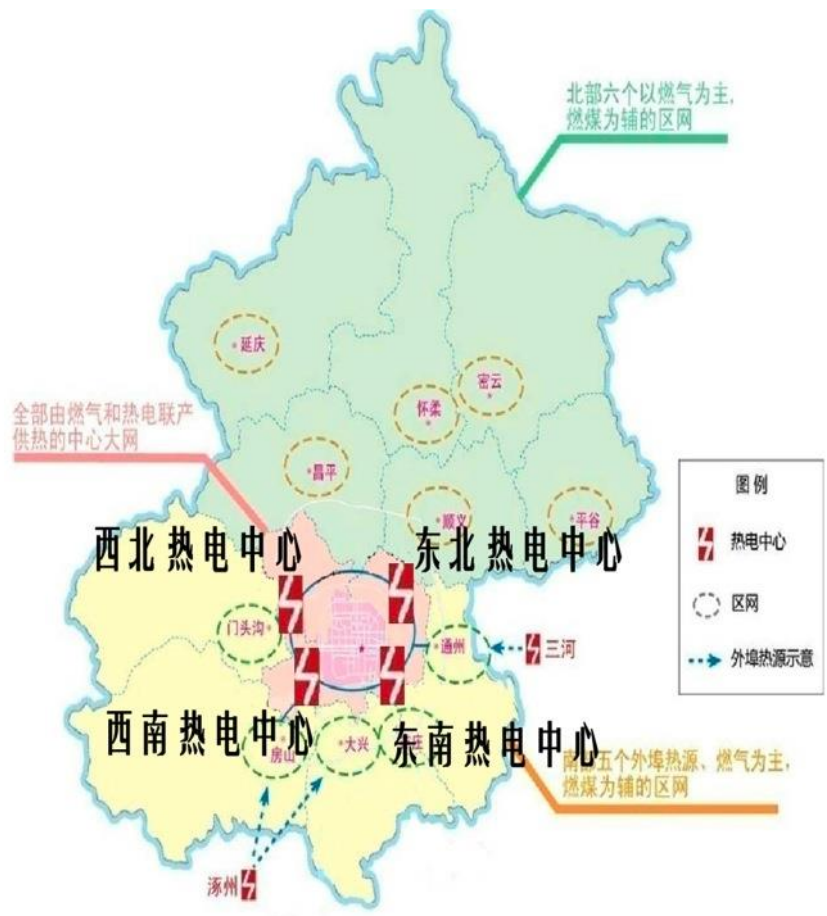 北部六个以燃气为主,
燃煤为辅的区网
延庆
密云
怀柔
全部由燃气和热电联产
供热的中心大网
昌平
顺义
平谷
图例
热电中心
区网
外埠热源示意
西北热电中心
东北热电中心
门头沟
通州
三河
西南热电中心
房山
大兴
东南热电中心
南部五个外埠热源、燃气为主,
燃煤为辅的区网
涿州